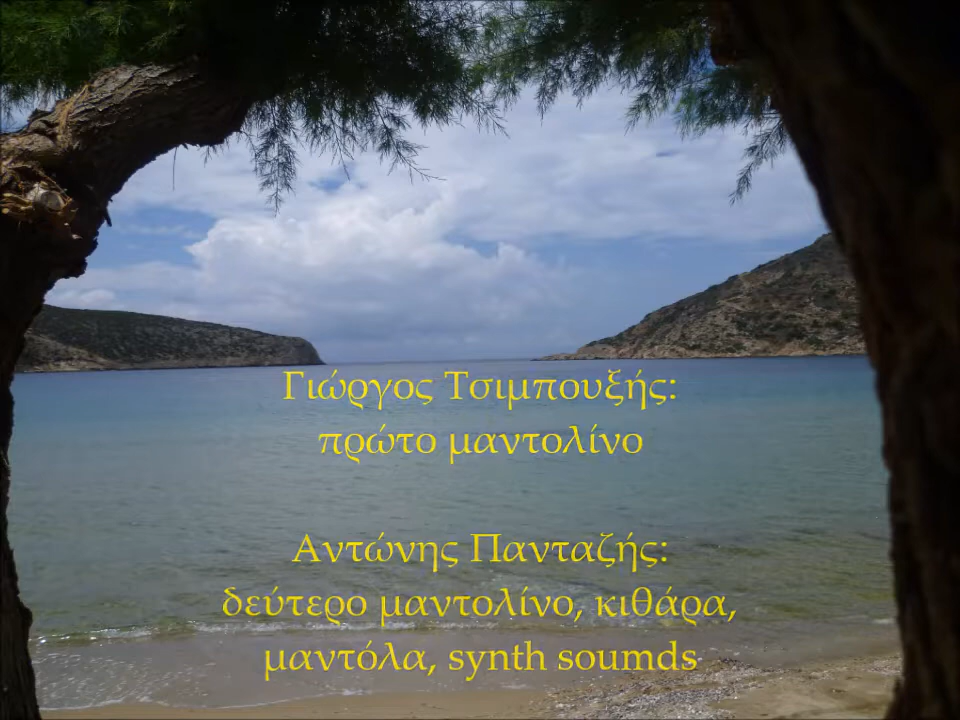 Γιώργος Τσιμπουξής:
πρώτο μαντολίνο
Αντώνης Πανταζής:
δεύτερο μαντολίνο, κιθάρα,
μαντόλα, synth soumds